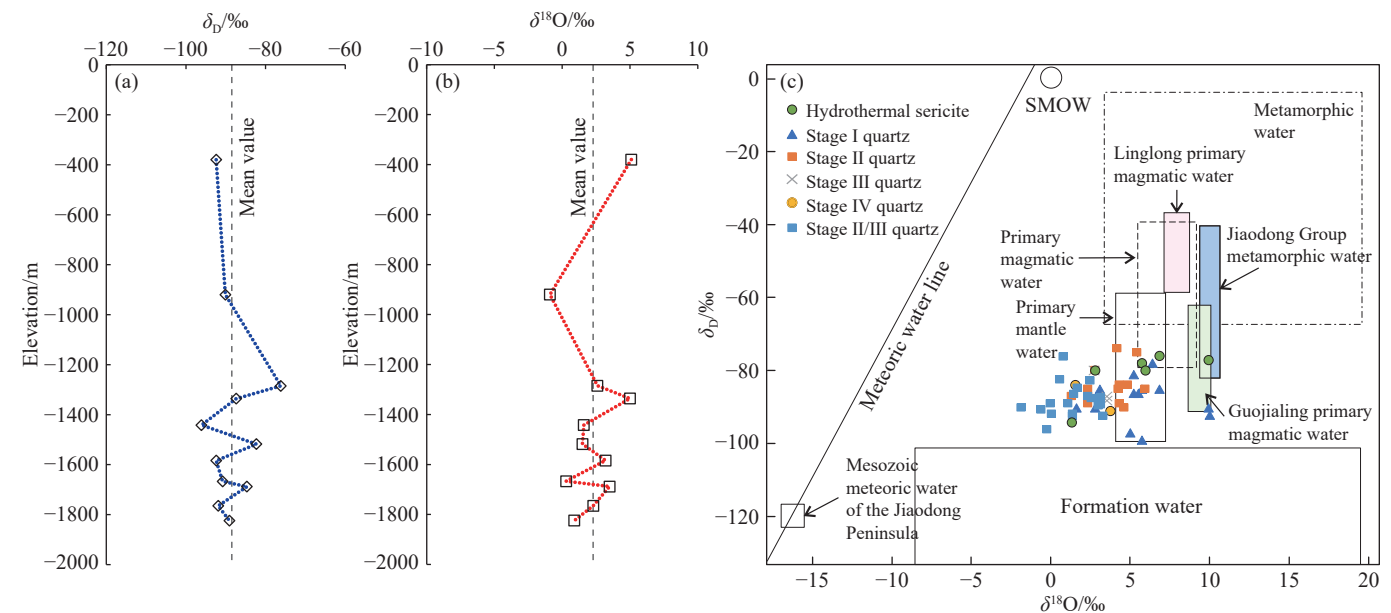 δD/‰
−120 −100 −80 −60
(a)
Mean value
Elevation/m
0
−200
−400
−600
−800
−1000
−1200
−1400
−1600
−1800
−2000
δ18O/‰
−10 −5 0 5 10
(b)
Mean value
Elevation/m
0
−200
−400
−600
−800
−1000
−1200
−1400
−1600
−1800
−2000
(c)
SMOW
Hydrothermal sericite
Stage I quartz
Stage II quartz
Stage III quartz
Stage IV quartz
Stage II/III quartz
Metamorphic
water
Linglong primary
magmatic water
Primary
magmatic
water
Jiaodong Group
metamorphic water
Primary
mantle
water
Meteoric water line
Guojialing primary
magmatic water
Mesozoic
meteoric water
of the Jiaodong
Peninsula
Formation water
δD/‰
0
−20
−40
−60
−80
−100
−120
−15 −10 −5 0 5 10 15 20
δ18O/‰